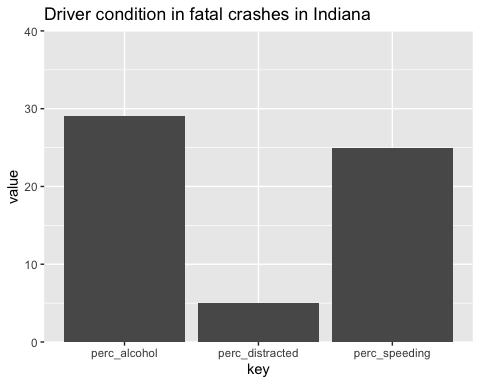 Driver condition in fatal crashes in Indiana
40
30
20
10
0
value
perc_alcohol perc_distracted perc_speeding
key